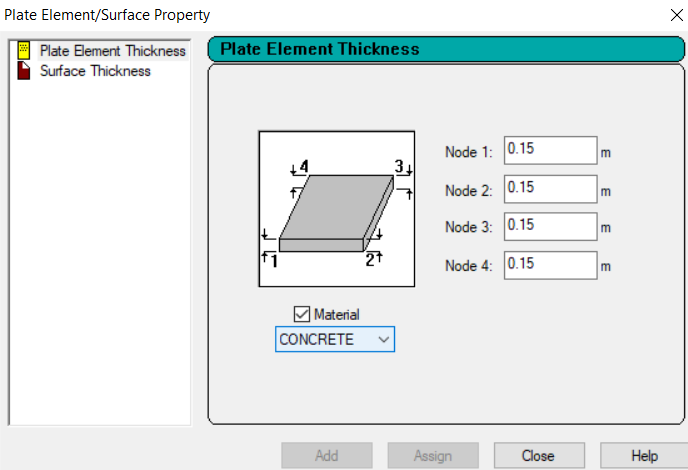 Plate Element/Surface Property
Plate Element Thickness
Surface Thickness
Plate Element Thickness
4 3
1 2
Node 1: 0.15 m
Node 2: 0.15 m
Node 3: 0.15 m
Node 4: 0.15 m
Material
CONCRETE
Add Assign Close Help